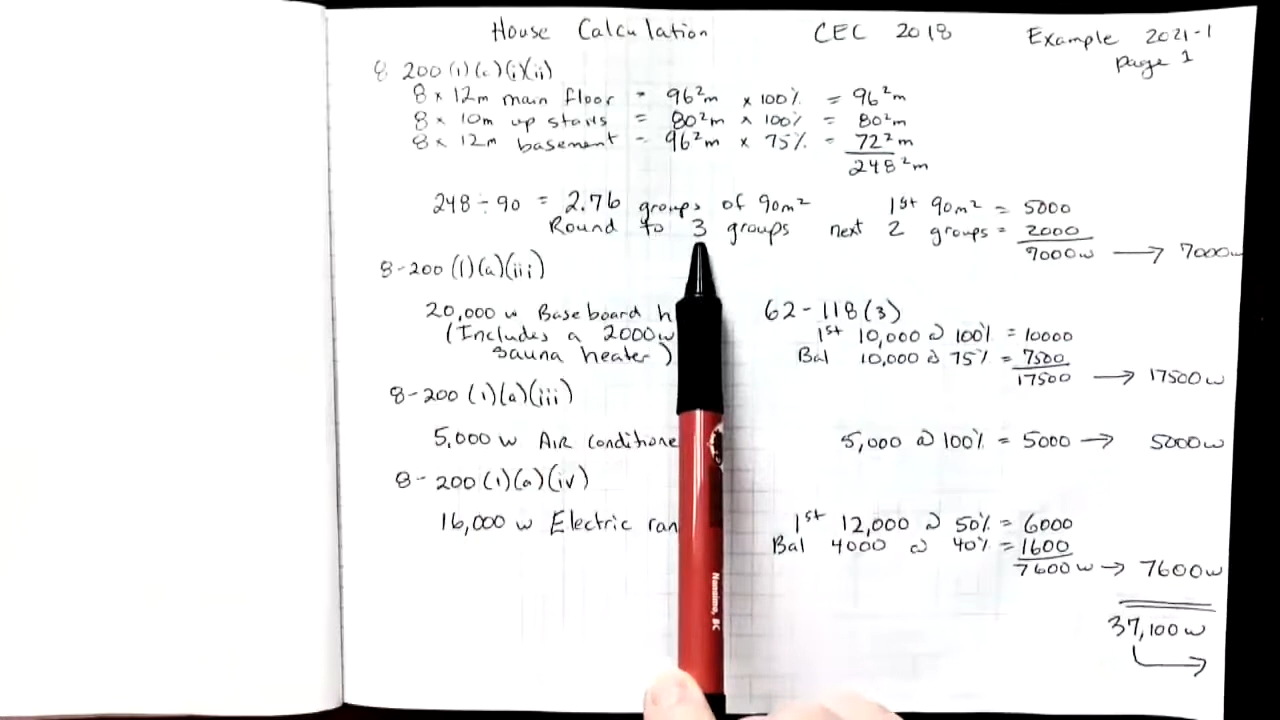 House Calculation CEC 2018 Example 2021-1
page 1
8 200 (1)(c)(i)(ii)
8 x 12m main floor = 96²m x 100% = 96²m
8 x 10m up stairs = 80²m x 100% = 80²m
8 x 12m basement = 96²m x 75% = 72²m
248²m
248 ÷ 90 = 2.76 groups of 90m² 1st 90m² = 5000
Round to 3 groups next 2 groups = 2000
7000w → 7000w
8-200 (1)(a)(iii)
20,000 w Baseboard h 62-118(3)
(Includes a 2000w 1st 10,000 @ 100% = 10000
sauna heater) Bal 10,000 @ 75% = 7500
17500 → 17500w
8-200 (1)(a)(iii)
5,000 w Air conditione 5,000 @ 100% = 5000 → 5000w
8-200 (1)(a)(iv)
16,000 w Electric ran 1st 12,000 @ 50% = 6000
Bal 4000 @ 40% = 1600
7600w → 7600w
37,100w
Nanaimo, BC